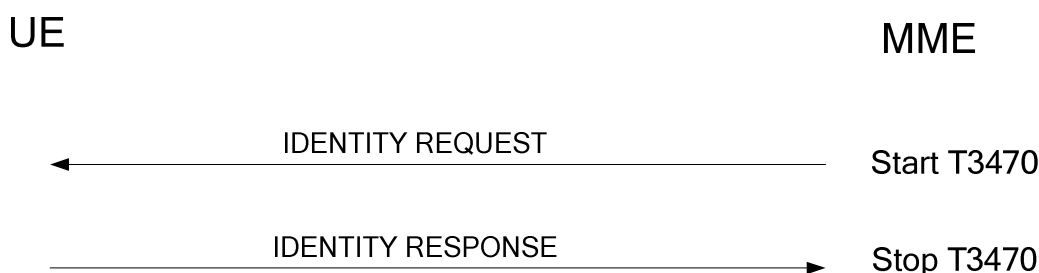 UE
MME
IDENTITY REQUEST
Start T3470
IDENTITY RESPONSE
Stop T3470